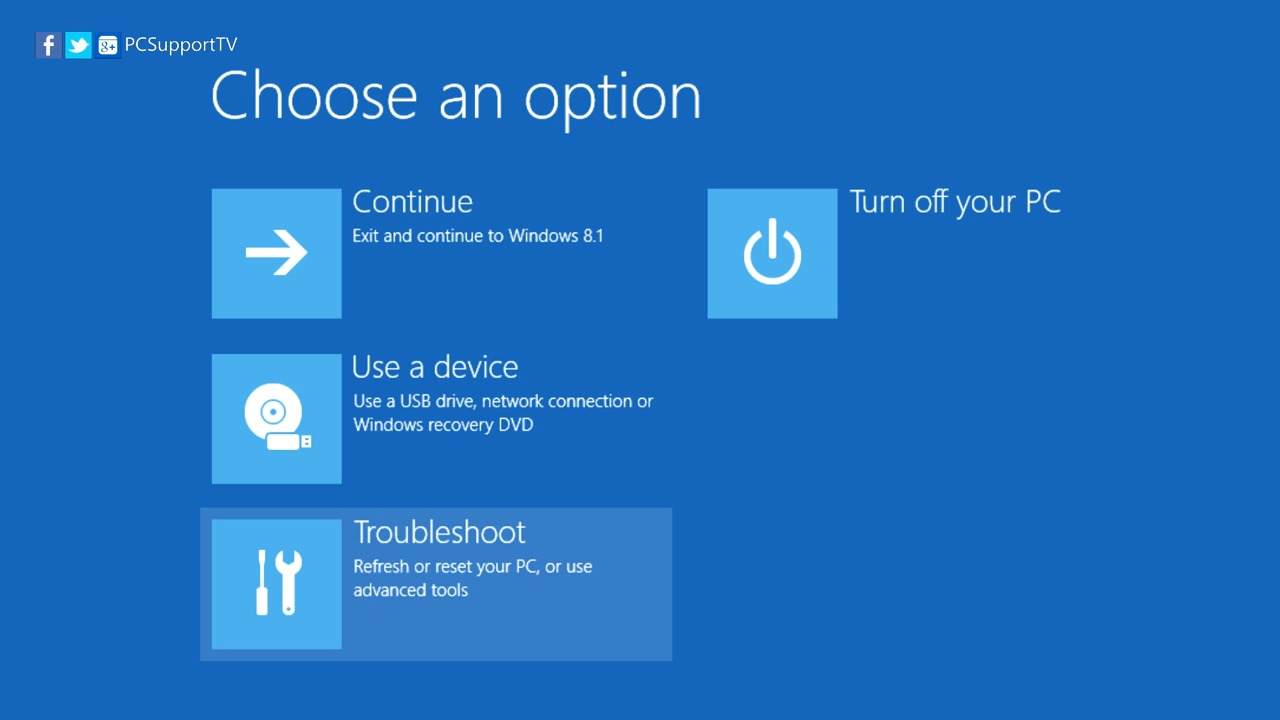 PCSupportTV
Choose an option
Continue
Exit and continue to Windows 8.1
Turn off your PC
Use a device
Use a USB drive, network connection or
Windows recovery DVD
Troubleshoot
Refresh or reset your PC, or use
advanced tools